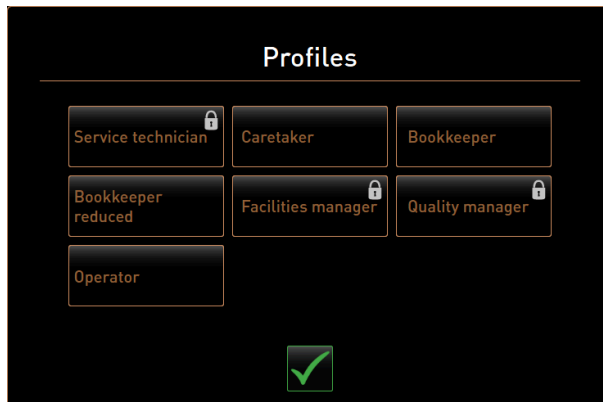 Profiles
Service technician
Caretaker
Bookkeeper
Bookkeeper
reduced
Facilities manager
Quality manager
Operator